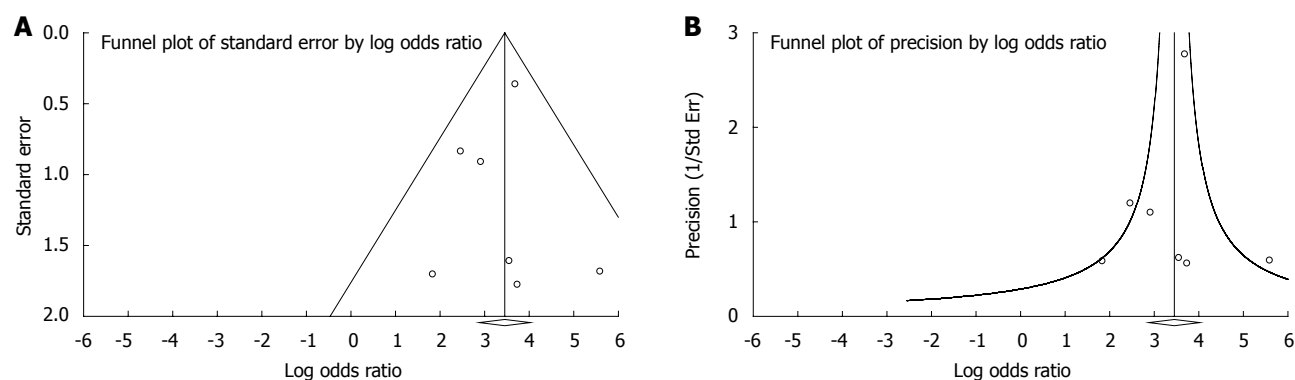 A
Funnel plot of standard error by log odds ratio
Standard error
0.0
0.5
1.0
1.5
2.0
-6 -5 -4 -3 -2 -1 0 1 2 3 4 5 6
Log odds ratio
B
Funnel plot of precision by log odds ratio
Precision (1/Std Err)
3
2
1
0
-6 -5 -4 -3 -2 -1 0 1 2 3 4 5 6
Log odds ratio